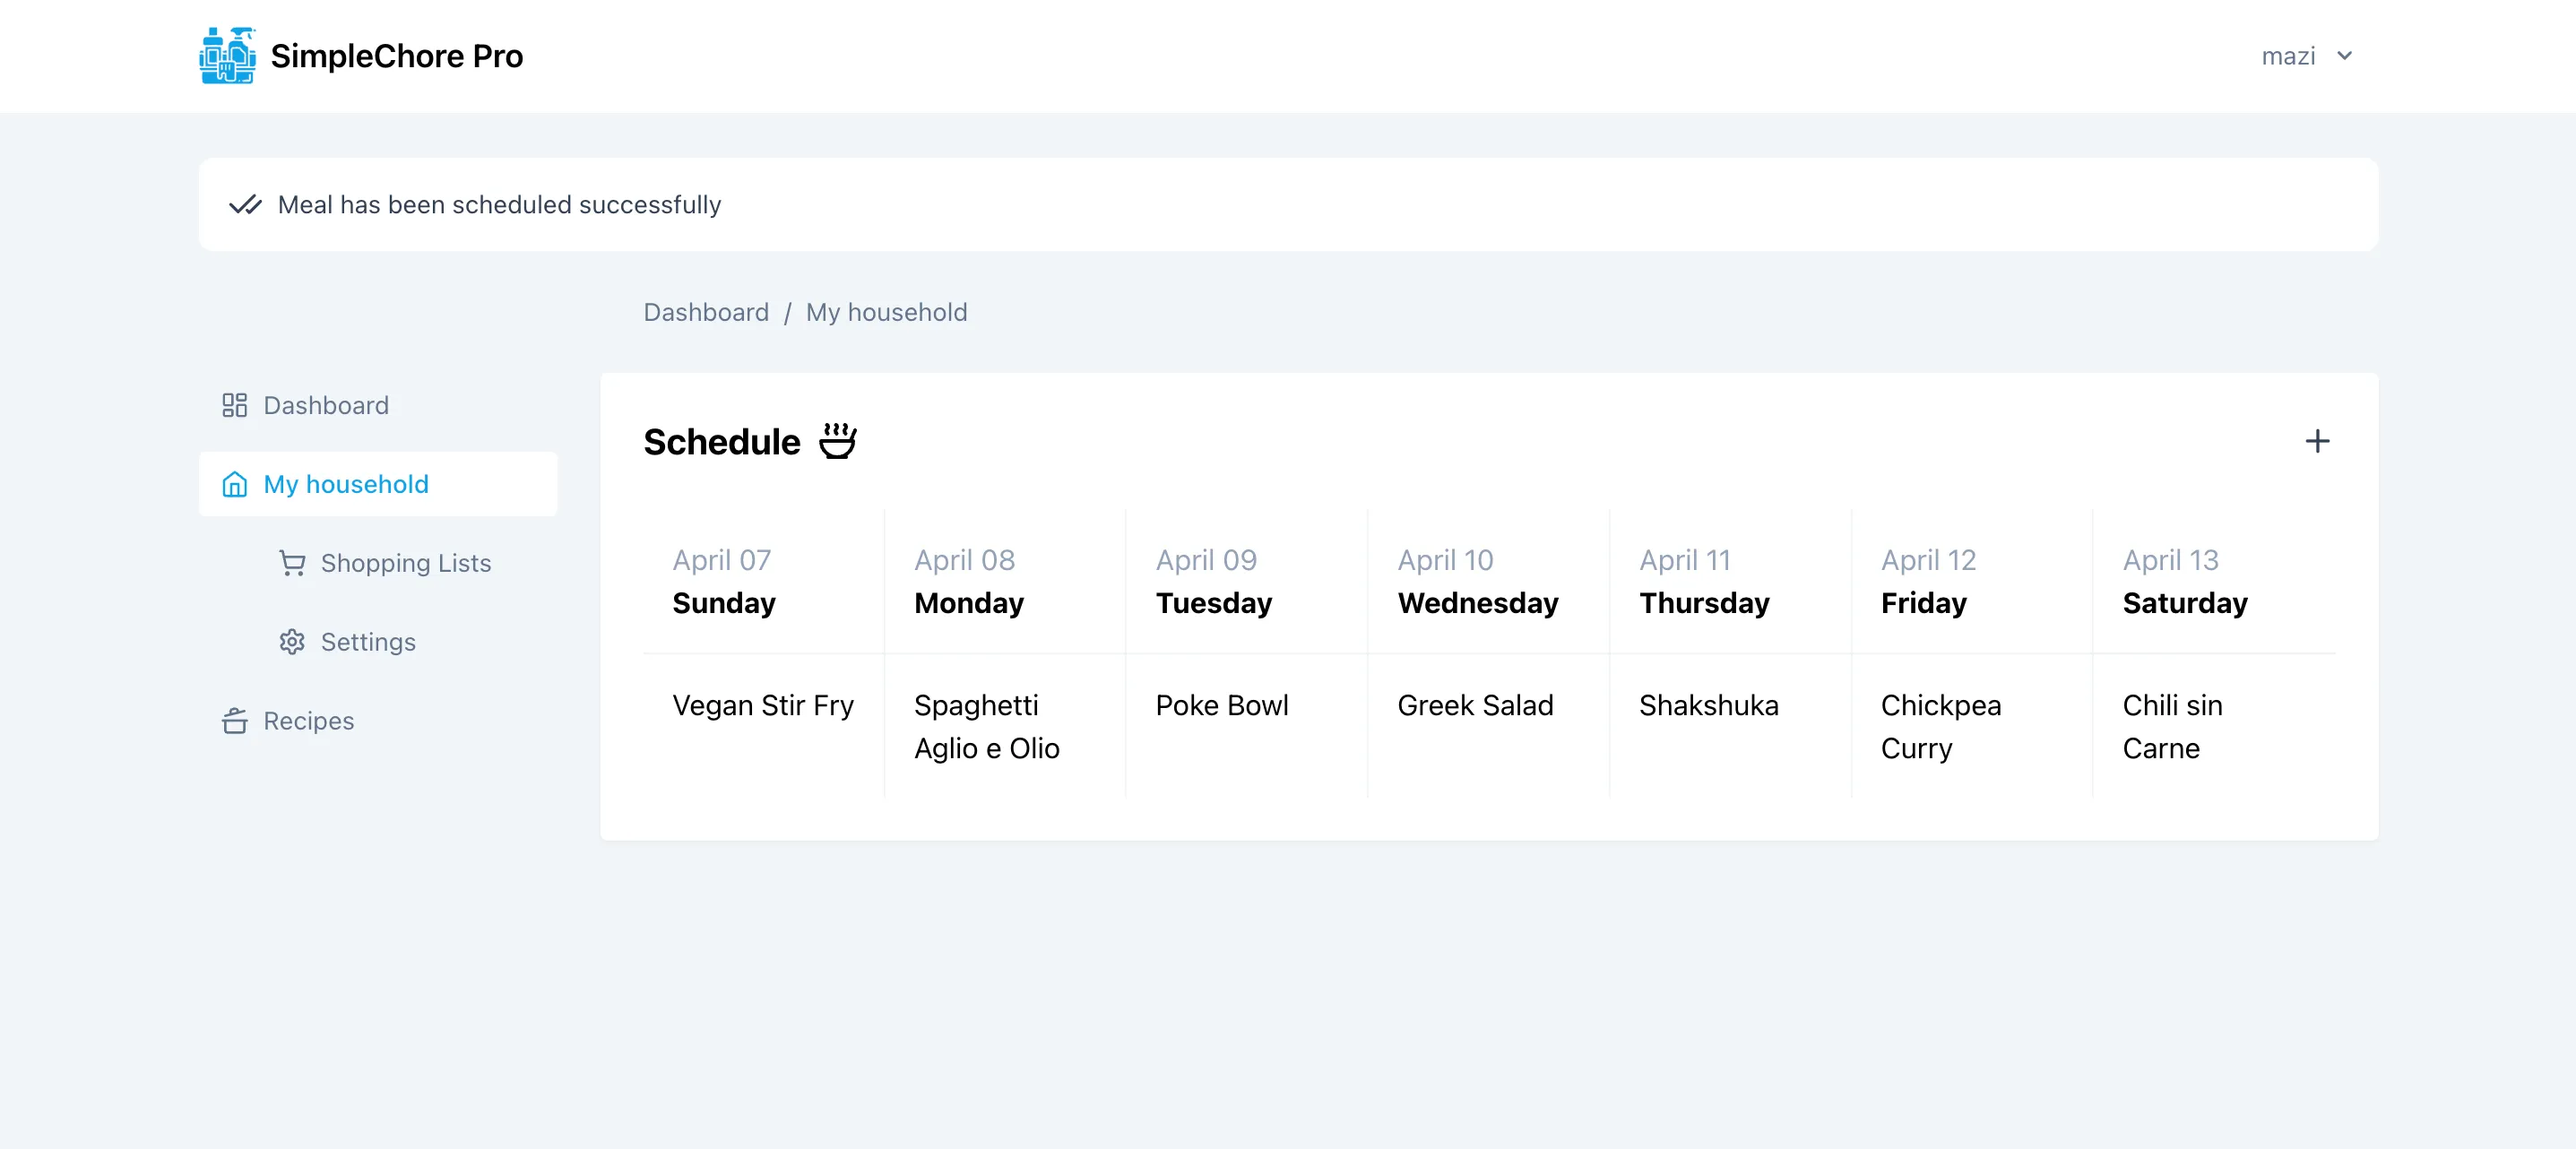 SimpleChore Pro
mazi
Meal has been scheduled successfully
Dashboard / My household
Dashboard
My household
Shopping Lists
Settings
Recipes
Schedule
April 07
Sunday
Vegan Stir Fry
April 08
Monday
Spaghetti
Aglio e Olio
April 09
Tuesday
Poke Bowl
April 10
Wednesday
Greek Salad
April 11
Thursday
Shakshuka
April 12
Friday
Chickpea
Curry
April 13
Saturday
Chili sin
Carne